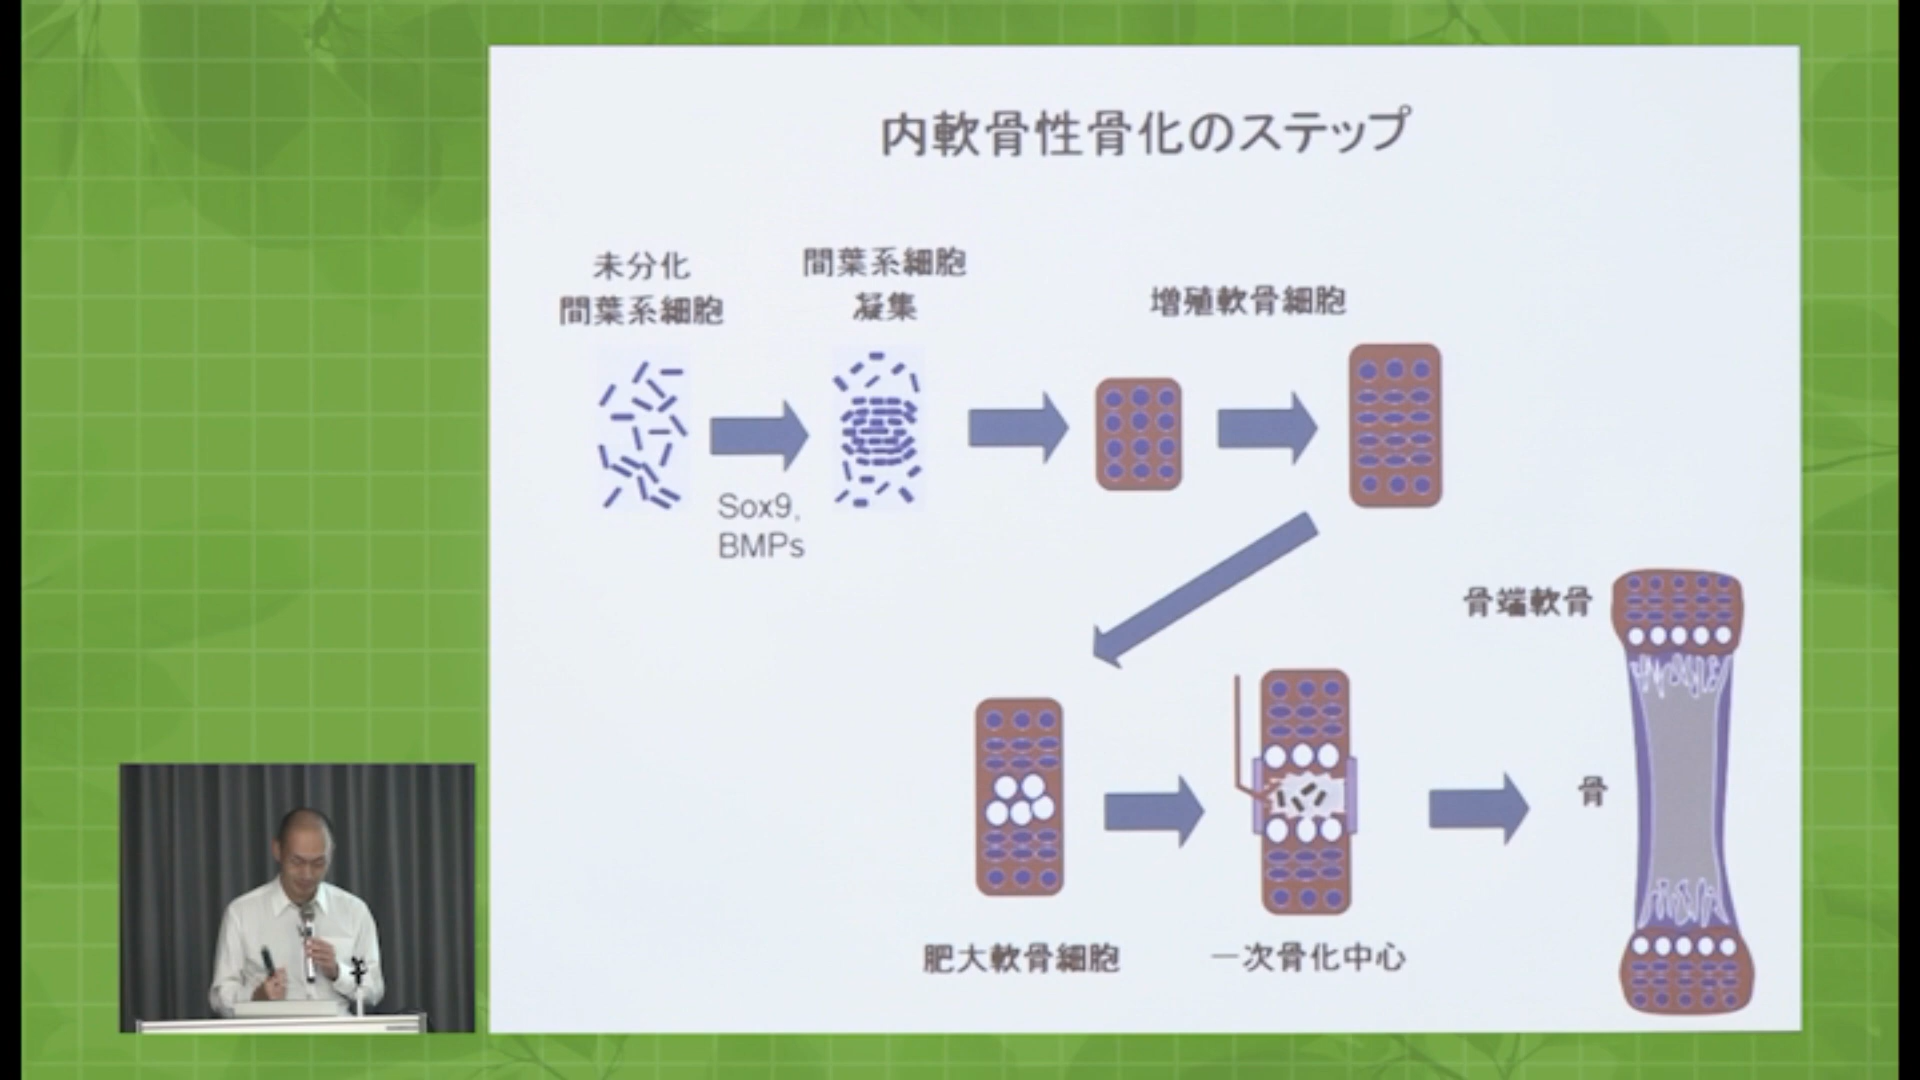 内軟骨性骨化のステップ
未分化
間葉系細胞
間葉系細胞
凝集
増殖軟骨細胞
Sox9,
BMPs
骨端軟骨
骨
肥大軟骨細胞
一次骨化中心